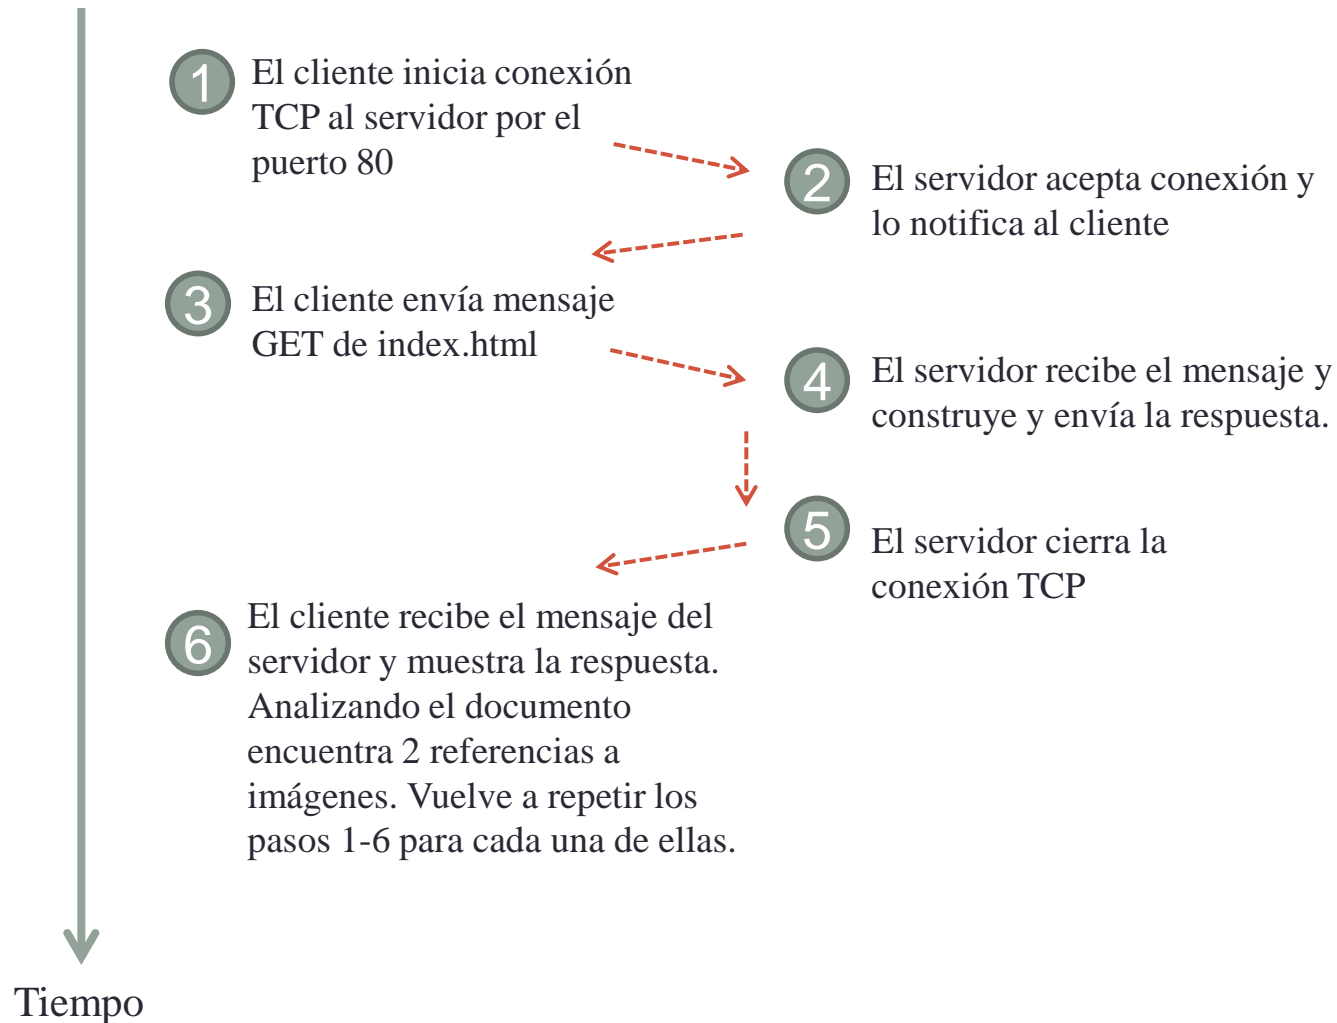 1
El cliente inicia conexión
TCP al servidor por el
puerto 80
2
El servidor acepta conexión y
lo notifica al cliente
3
El cliente envía mensaje
GET de index.html
4
El servidor recibe el mensaje y
construye y envía la respuesta.
5
El servidor cierra la
conexión TCP
6
El cliente recibe el mensaje del
servidor y muestra la respuesta.
Analizando el documento
encuentra 2 referencias a
imágenes. Vuelve a repetir los
pasos 1-6 para cada una de ellas.
Tiempo